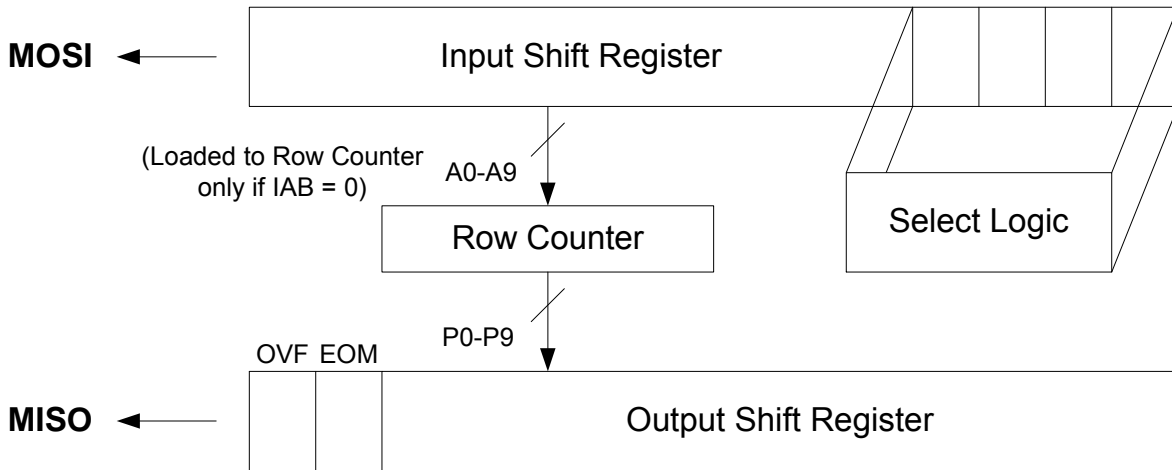 MOSI
Input Shift Register
(Loaded to Row Counter
only if IAB = 0)
A0-A9
Select Logic
Row Counter
P0-P9
OVF EOM
MISO
Output Shift Register